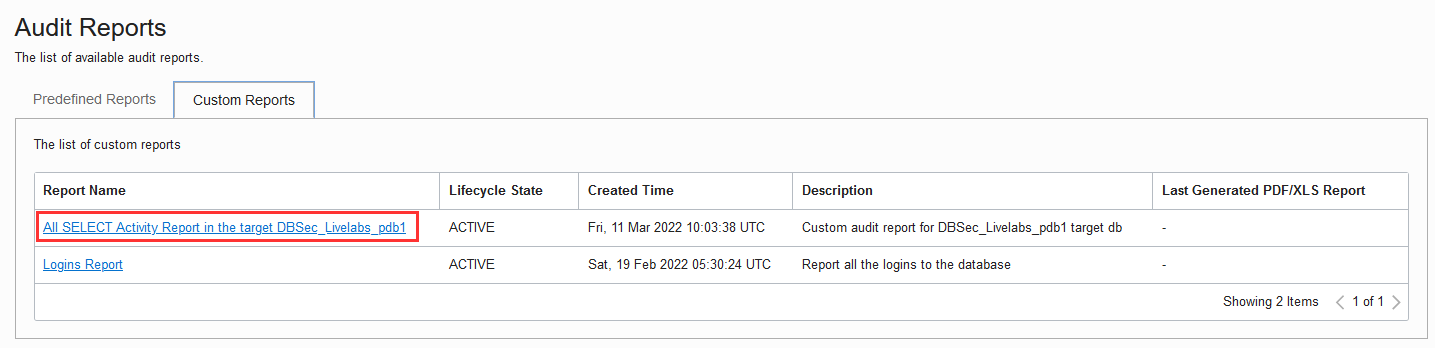 Audit Reports
The list of available audit reports.
Predefined Reports Custom Reports
The list of custom reports
Report Name Lifecycle State Created Time Description Last Generated PDF/XLS Report
All SELECT Activity Report in the target DBSec_Livelabs_pdb1 ACTIVE Fri, 11 Mar 2022 10:03:38 UTC Custom audit report for DBSec_Livelabs_pdb1 target db -
Logins Report ACTIVE Sat, 19 Feb 2022 05:30:24 UTC Report all the logins to the database -
Showing 2 Items 1 of 1